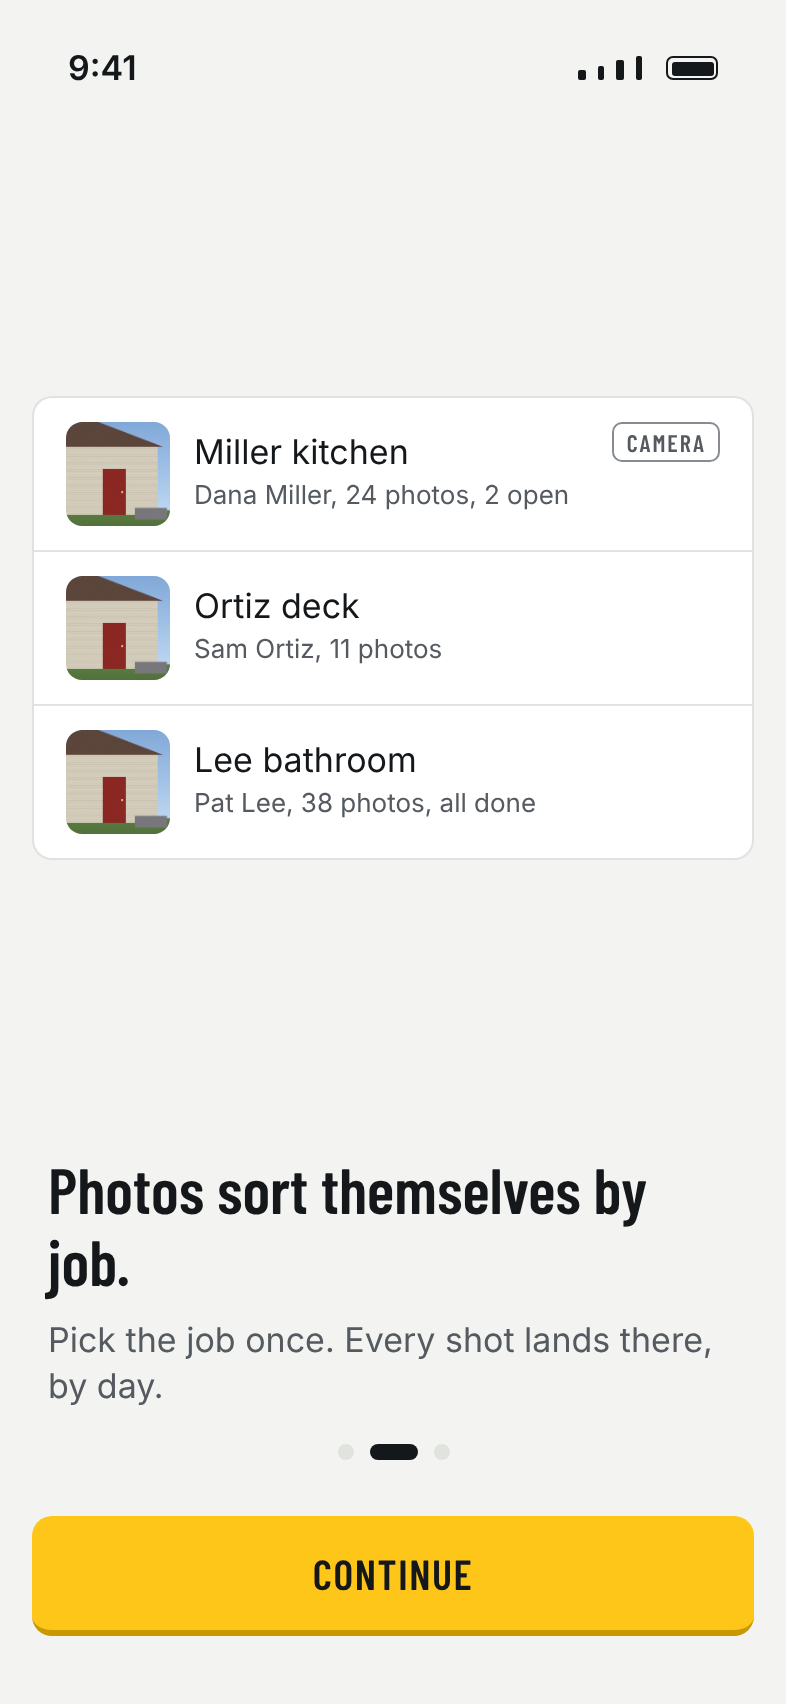 9:41
Miller kitchen
CAMERA
Dana Miller, 24 photos, 2 open
Ortiz deck
Sam Ortiz, 11 photos
Lee bathroom
Pat Lee, 38 photos, all done
Photos sort themselves by
job.
Pick the job once. Every shot lands there,
by day.
CONTINUE